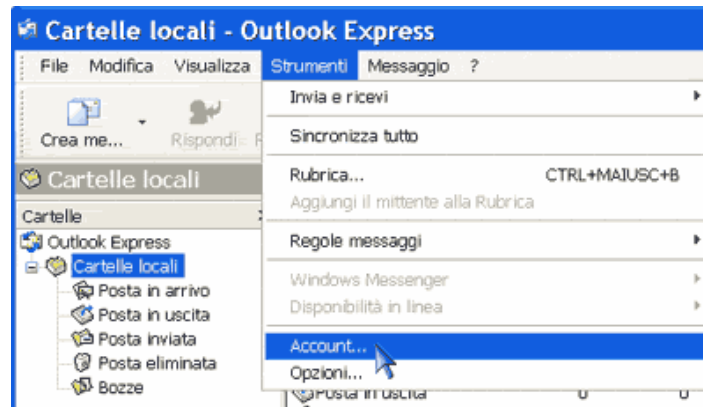 Cartelle locali - Outlook Express
File Modifica Visualizza Strumenti Messaggio ?
Crea me... Rispondi
Cartelle locali
Cartelle
Outlook Express
Cartelle locali
Posta in arrivo
Posta in uscita
Posta inviata
Posta eliminata
Bozze
Invia e ricevi
Sincronizza tutto
Rubrica... CTRL+MAIUSC+B
Aggiungi il mittente alla Rubrica
Regole messaggi
Windows Messenger
Disponibilità in linea
Account...
Opzioni...
Posta in uscita 0 0